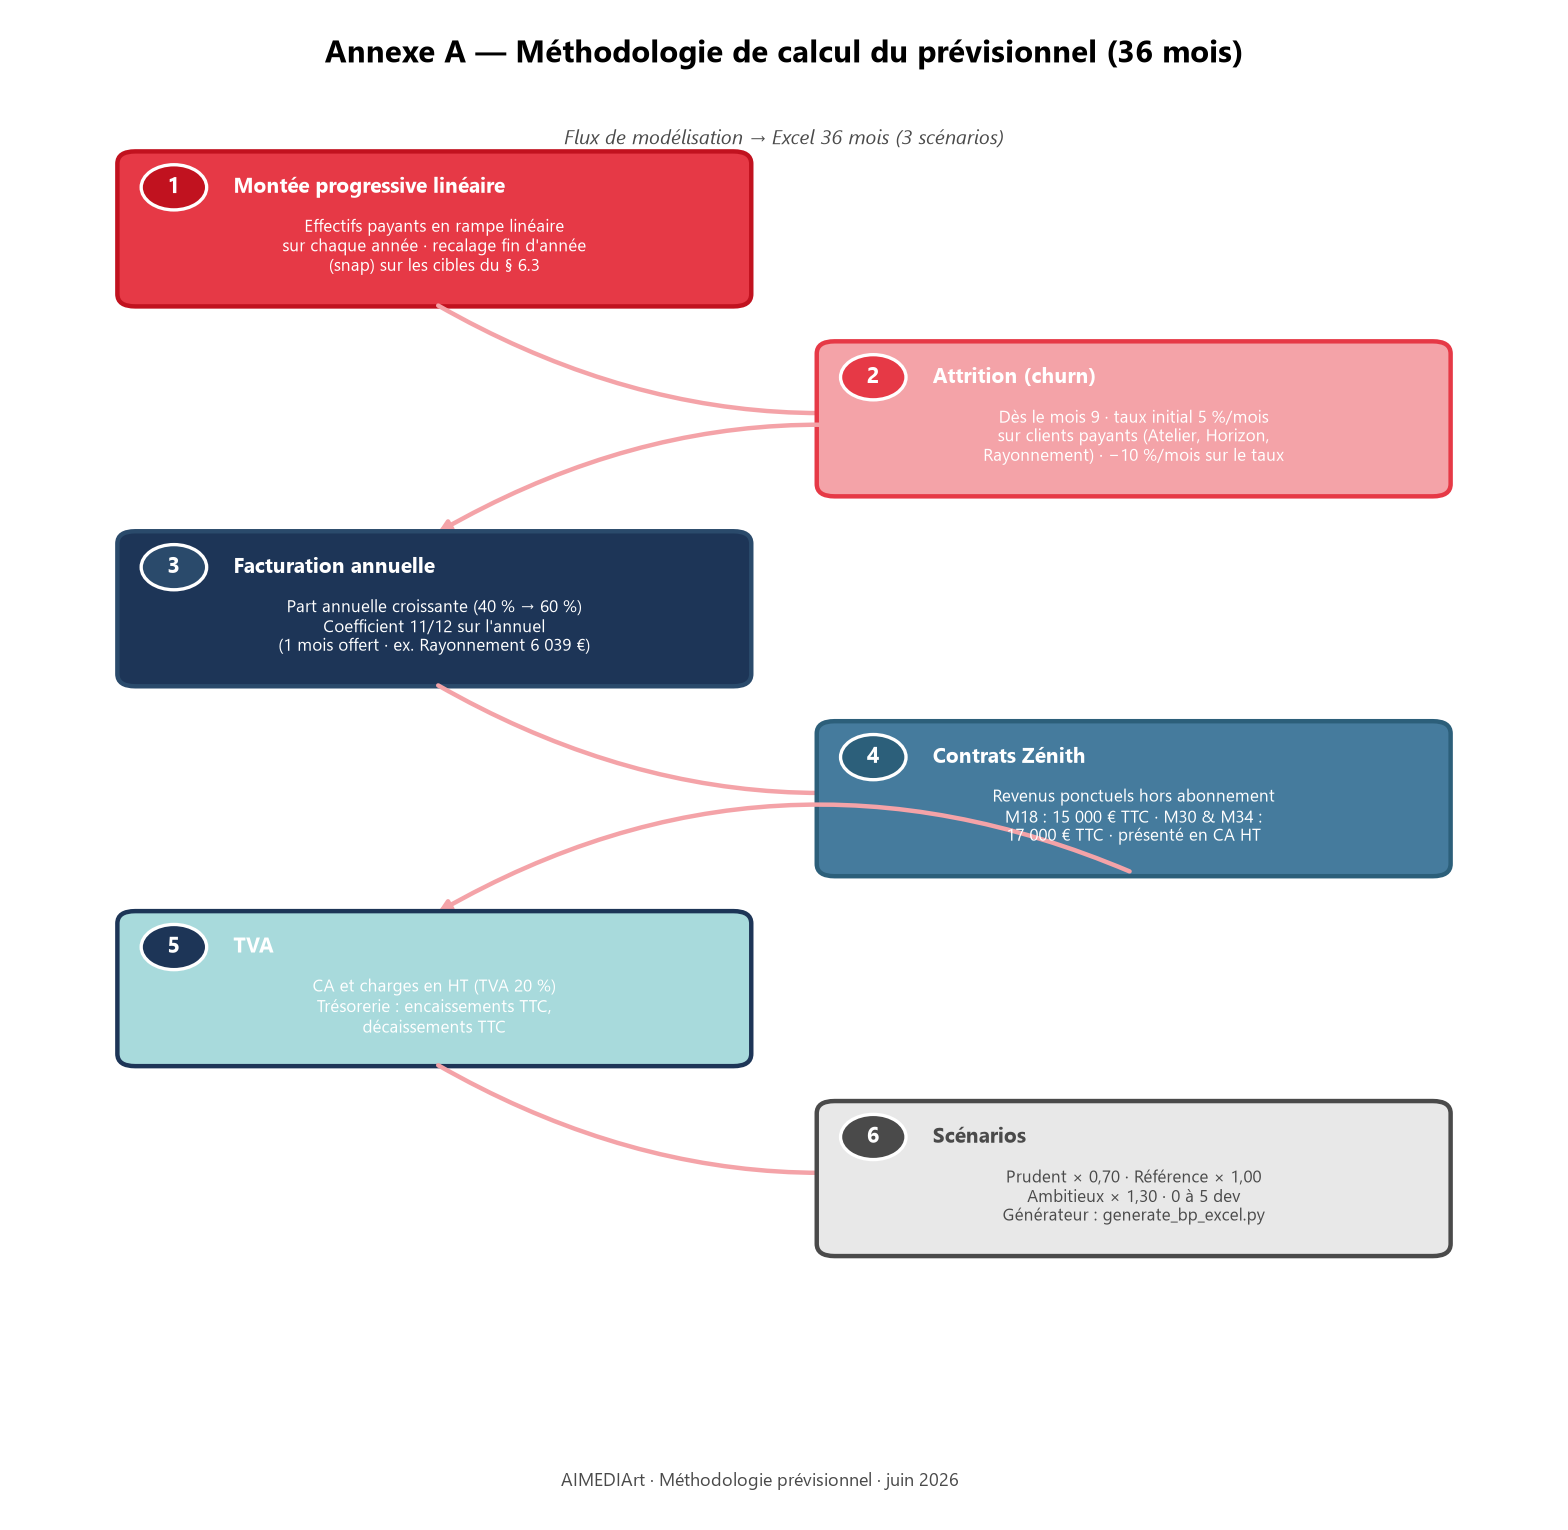 Annexe A — Méthodologie de calcul du prévisionnel (36 mois)
Flux de modélisation → Excel 36 mois (3 scénarios)
1 Montée progressive linéaire
Effectifs payants en rampe linéaire
sur chaque année · recalage fin d'année
(snap) sur les cibles du § 6.3
2 Attrition (churn)
Dès le mois 9 · taux initial 5 %/mois
sur clients payants (Atelier, Horizon,
Rayonnement) · −10 %/mois sur le taux
3 Facturation annuelle
Part annuelle croissante (40 % → 60 %)
Coefficient 11/12 sur l'annuel
(1 mois offert · ex. Rayonnement 6 039 €)
4 Contrats Zénith
Revenus ponctuels hors abonnement
M18 : 15 000 € TTC · M30 & M34 :
17 000 € TTC · présenté en CA HT
5 TVA
CA et charges en HT (TVA 20 %)
Trésorerie : encaissements TTC,
décaissements TTC
6 Scénarios
Prudent × 0,70 · Référence × 1,00
Ambitieux × 1,30 · 0 à 5 dev
Générateur : generate_bp_excel.py
AIMEDIArt · Méthodologie prévisionnel · juin 2026